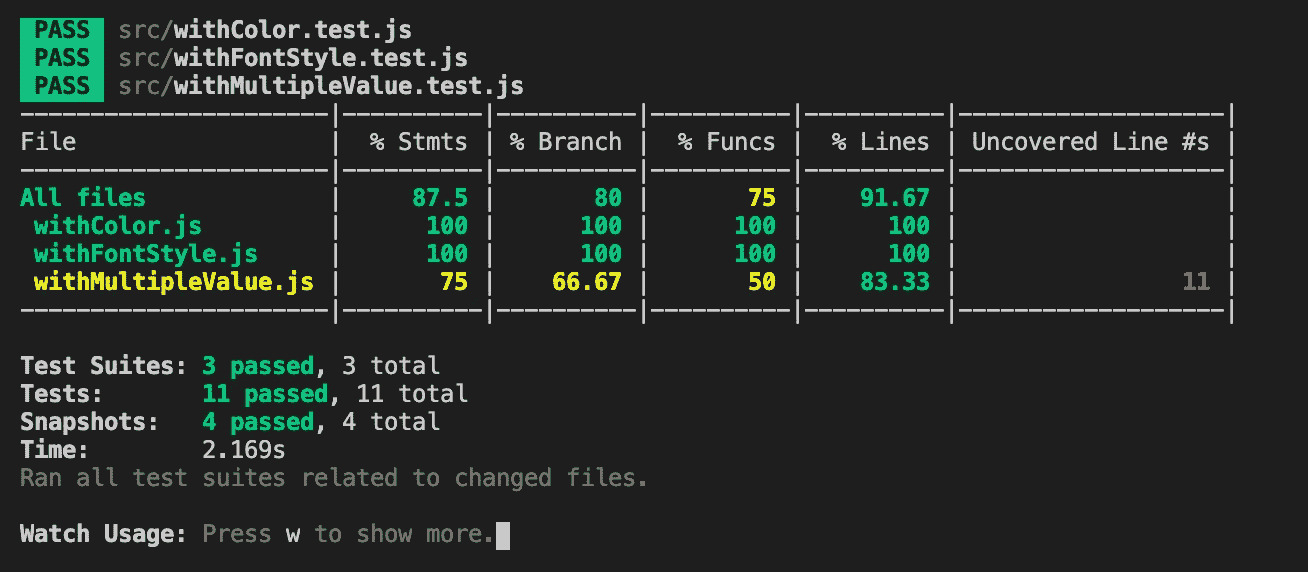 PASS src/withColor.test.js
PASS src/withFontStyle.test.js
PASS src/withMultipleValue.test.js
----------------------|----------|----------|----------|----------|-------------------|
File                  |  % Stmts | % Branch |  % Funcs |  % Lines | Uncovered Line #s |
----------------------|----------|----------|----------|----------|-------------------|
All files             |     87.5 |       80 |       75 |    91.67 |                   |
 withColor.js         |      100 |      100 |      100 |      100 |                   |
 withFontStyle.js     |      100 |      100 |      100 |      100 |                   |
 withMultipleValue.js |       75 |    66.67 |       50 |    83.33 |                11 |
----------------------|----------|----------|----------|----------|-------------------|
Test Suites: 3 passed, 3 total
Tests:       11 passed, 11 total
Snapshots:   4 passed, 4 total
Time:        2.169s
Ran all test suites related to changed files.
Watch Usage: Press w to show more.